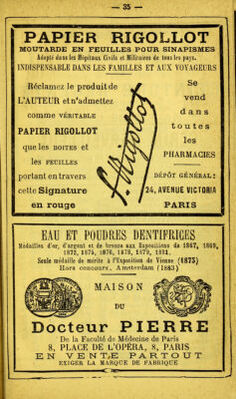 — 35 —
PAPIER RIGOLLOT
MOUTARDE EN FEUILLES POUR SINAPISMES
Adopté dans les Hôpitaux Civils et Militaires de tous les pays.
INDISPENSABLE DANS LES FAMILLES ET AUX VOYAGEURS
Réclamez le produit de
L'AUTEUR et n'admettez
comme VÉRITABLE
PAPIER RIGOLLOT
que les BOITES et
les FEUILLES
portant en travers
cette Signature
en rouge
P. Rigollot
Se
vend
dans
toutes
les
PHARMACIES
DÉPOT GÉNÉRAL:
24, AVENUE VICTORIA
PARIS
EAU ET POUDRES DENTIFRICES
Médailles d'or, d'argent et de bronze aux Expositions de 1867, 1869,
1872, 1875, 1876, 1878, 1879, 1881.
Seule médaille de mérite à l'Exposition de Vienne (1873)
Hors concours. Amsterdam (1883)
MAISON
DU
Docteur PIERRE
De la Faculté de Médecine de Paris
8, PLACE DE L'OPÉRA, 8, PARIS
EN VENTE PARTOUT
EXIGER LA MARQUE DE FABRIQUE